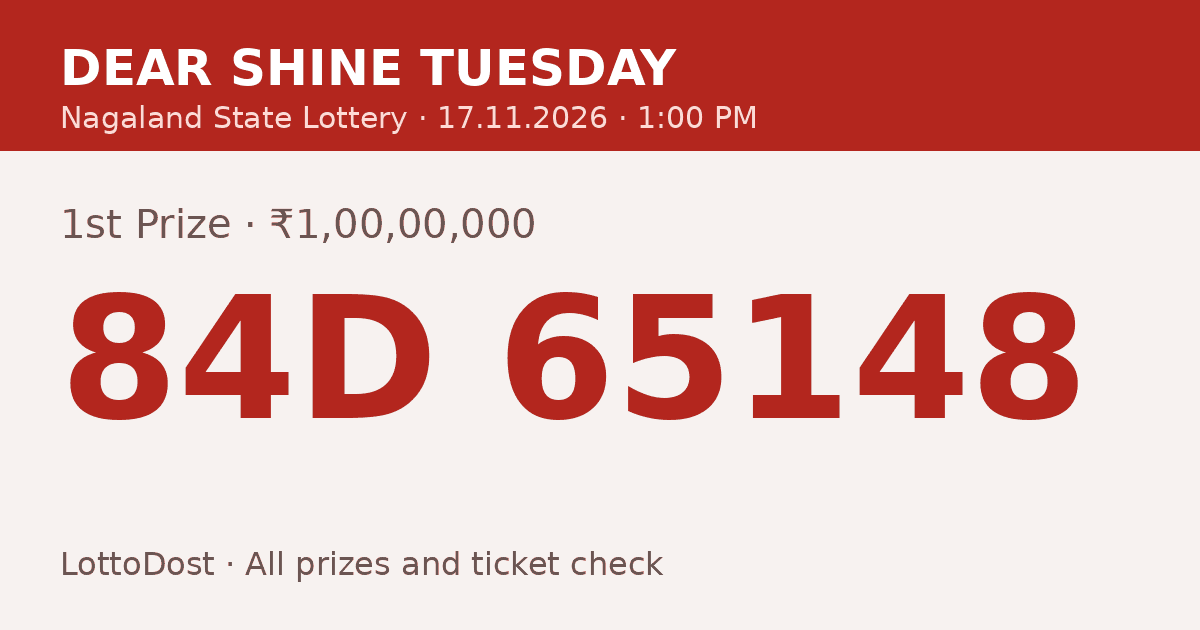 DEAR SHINE TUESDAY
Nagaland State Lottery · 17.11.2026 · 1:00 PM
1st Prize · ₹1,00,00,000
84D 65148
LottoDost · All prizes and ticket check